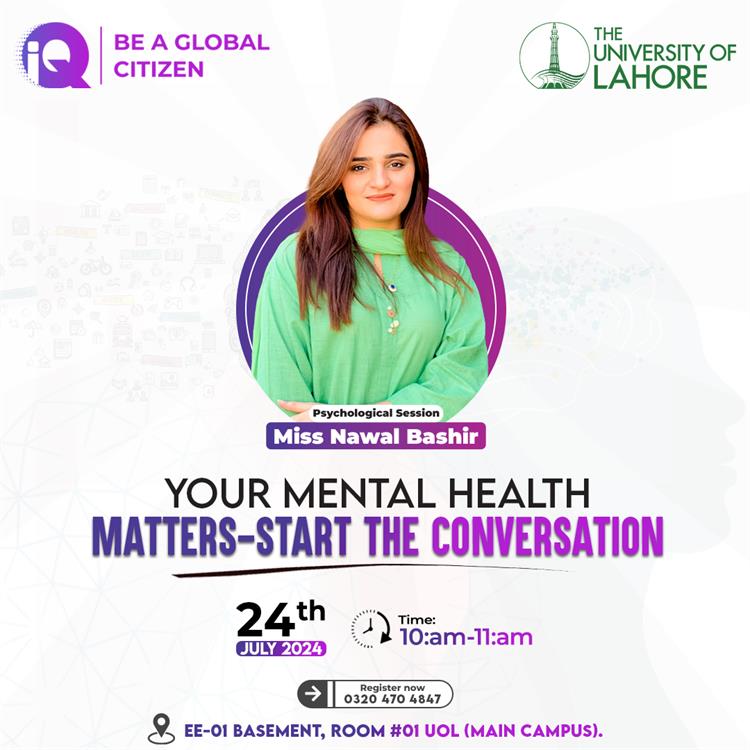 iQ
BE A GLOBAL
CITIZEN
THE
UNIVERSITY OF
LAHORE
Psychological Session
Miss Nawal Bashir
YOUR MENTAL HEALTH
MATTERS-START THE CONVERSATION
24th
JULY 2024
Time:
10:am-11:am
Register now
0320 470 4847
EE-01 BASEMENT, ROOM #01 UOL (MAIN CAMPUS).